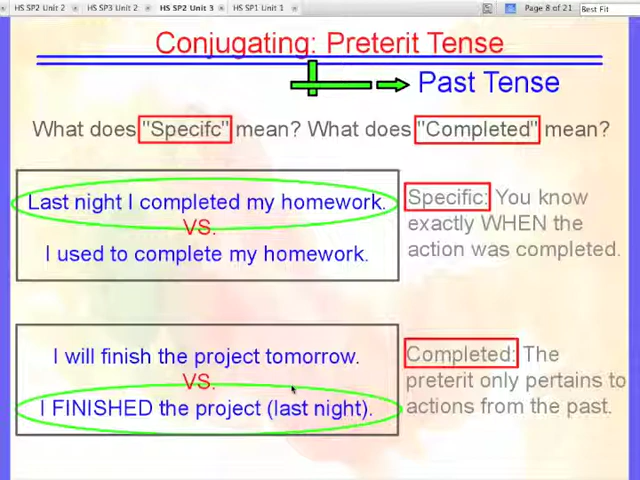 HS SP2 Unit 2 HS SP3 Unit 2 HS SP2 Unit 3 HS SP1 Unit 1 Page 8 of 21 Best Fit
Conjugating: Preterit Tense
Past Tense
What does "Specifc" mean? What does "Completed" mean?
Last night I completed my homework.
VS.
I used to complete my homework.
Specific: You know
exactly WHEN the
action was completed.
I will finish the project tomorrow.
VS.
I FINISHED the project (last night).
Completed: The
preterit only pertains to
actions from the past.